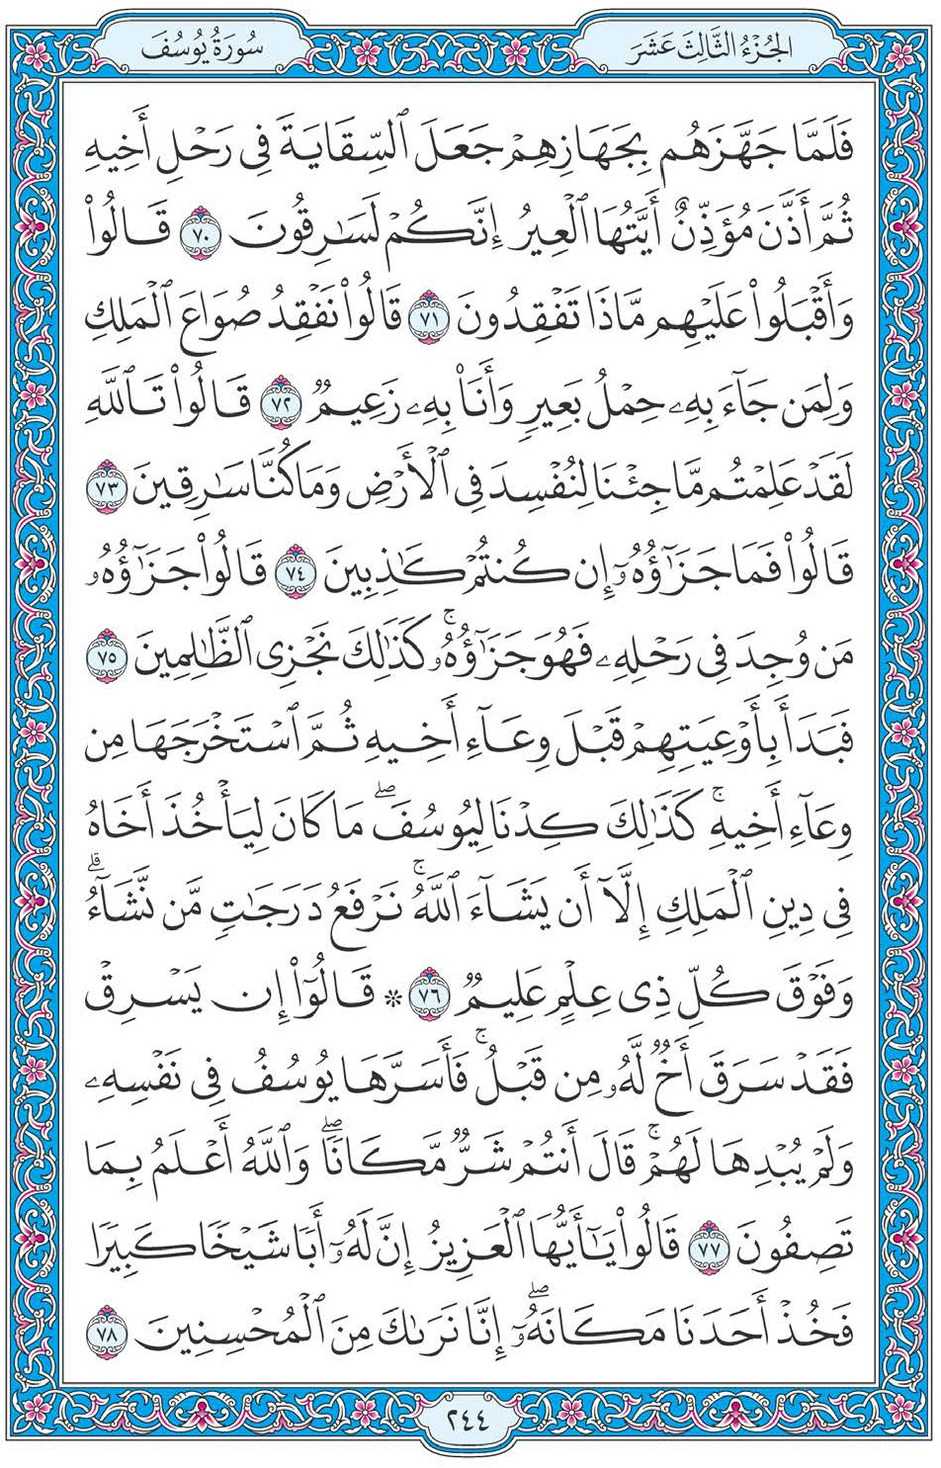 الجُزْءُ الثَّالِثَ عَشَرَ
سُورَةُ يُوسُفَ
فَلَمَّا جَهَّزَهُم بِجَهَازِهِمْ جَعَلَ ٱلسِّقَايَةَ فِى رَحْلِ أَخِيهِ
ثُمَّ أَذَّنَ مُؤَذِّنٌ أَيَّتُهَا ٱلْعِيرُ إِنَّكُمْ لَسَـٰرِقُونَ ٧٠ قَالُوا۟
وَأَقْبَلُوا۟ عَلَيْهِم مَّاذَا تَفْقِدُونَ ٧١ قَالُوا۟ نَفْقِدُ صُوَاعَ ٱلْمَلِكِ
وَلِمَن جَآءَ بِهِۦ حِمْلُ بَعِيرٍ وَأَنَا۠ بِهِۦ زَعِيمٌ ٧٢ قَالُوا۟ تَٱللَّهِ
لَقَدْ عَلِمْتُم مَّا جِئْنَا لِنُفْسِدَ فِى ٱلْأَرْضِ وَمَا كُنَّا سَـٰرِقِينَ ٧٣
قَالُوا۟ فَمَا جَزَٰٓؤُهُۥٓ إِن كُنتُمْ كَـٰذِبِينَ ٧٤ قَالُوا۟ جَزَٰٓؤُهُۥ
مَن وُجِدَ فِى رَحْلِهِۦ فَهُوَ جَزَٰٓؤُهُۥ ۚ كَذَٰلِكَ نَجْزِى ٱلظَّـٰلِمِينَ ٧٥
فَبَدَأَ بِأَوْعِيَتِهِمْ قَبْلَ وِعَآءِ أَخِيهِ ثُمَّ ٱسْتَخْرَجَهَا مِن
وِعَآءِ أَخِيهِ ۚ كَذَٰلِكَ كِدْنَا لِيُوسُفَ ۖ مَا كَانَ لِيَأْخُذَ أَخَاهُ
فِى دِينِ ٱلْمَلِكِ إِلَّآ أَن يَشَآءَ ٱللَّهُ ۚ نَرْفَعُ دَرَجَـٰتٍ مَّن نَّشَآءُ ۗ
وَفَوْقَ كُلِّ ذِى عِلْمٍ عَلِيمٌ ٧٦ * قَالُوٓا۟ إِن يَسْرِقْ
فَقَدْ سَرَقَ أَخٌ لَّهُۥ مِن قَبْلُ ۚ فَأَسَرَّهَا يُوسُفُ فِى نَفْسِهِۦ
وَلَمْ يُبْدِهَا لَهُمْ ۚ قَالَ أَنتُمْ شَرٌّ مَّكَانًا ۖ وَٱللَّهُ أَعْلَمُ بِمَا
تَصِفُونَ ٧٧ قَالُوا۟ يَـٰٓأَيُّهَا ٱلْعَزِيزُ إِنَّ لَهُۥٓ أَبًا شَيْخًا كَبِيرًا
فَخُذْ أَحَدَنَا مَكَانَهُۥٓ ۖ إِنَّا نَرَىٰكَ مِنَ ٱلْمُحْسِنِينَ ٧٨
٢٤٤